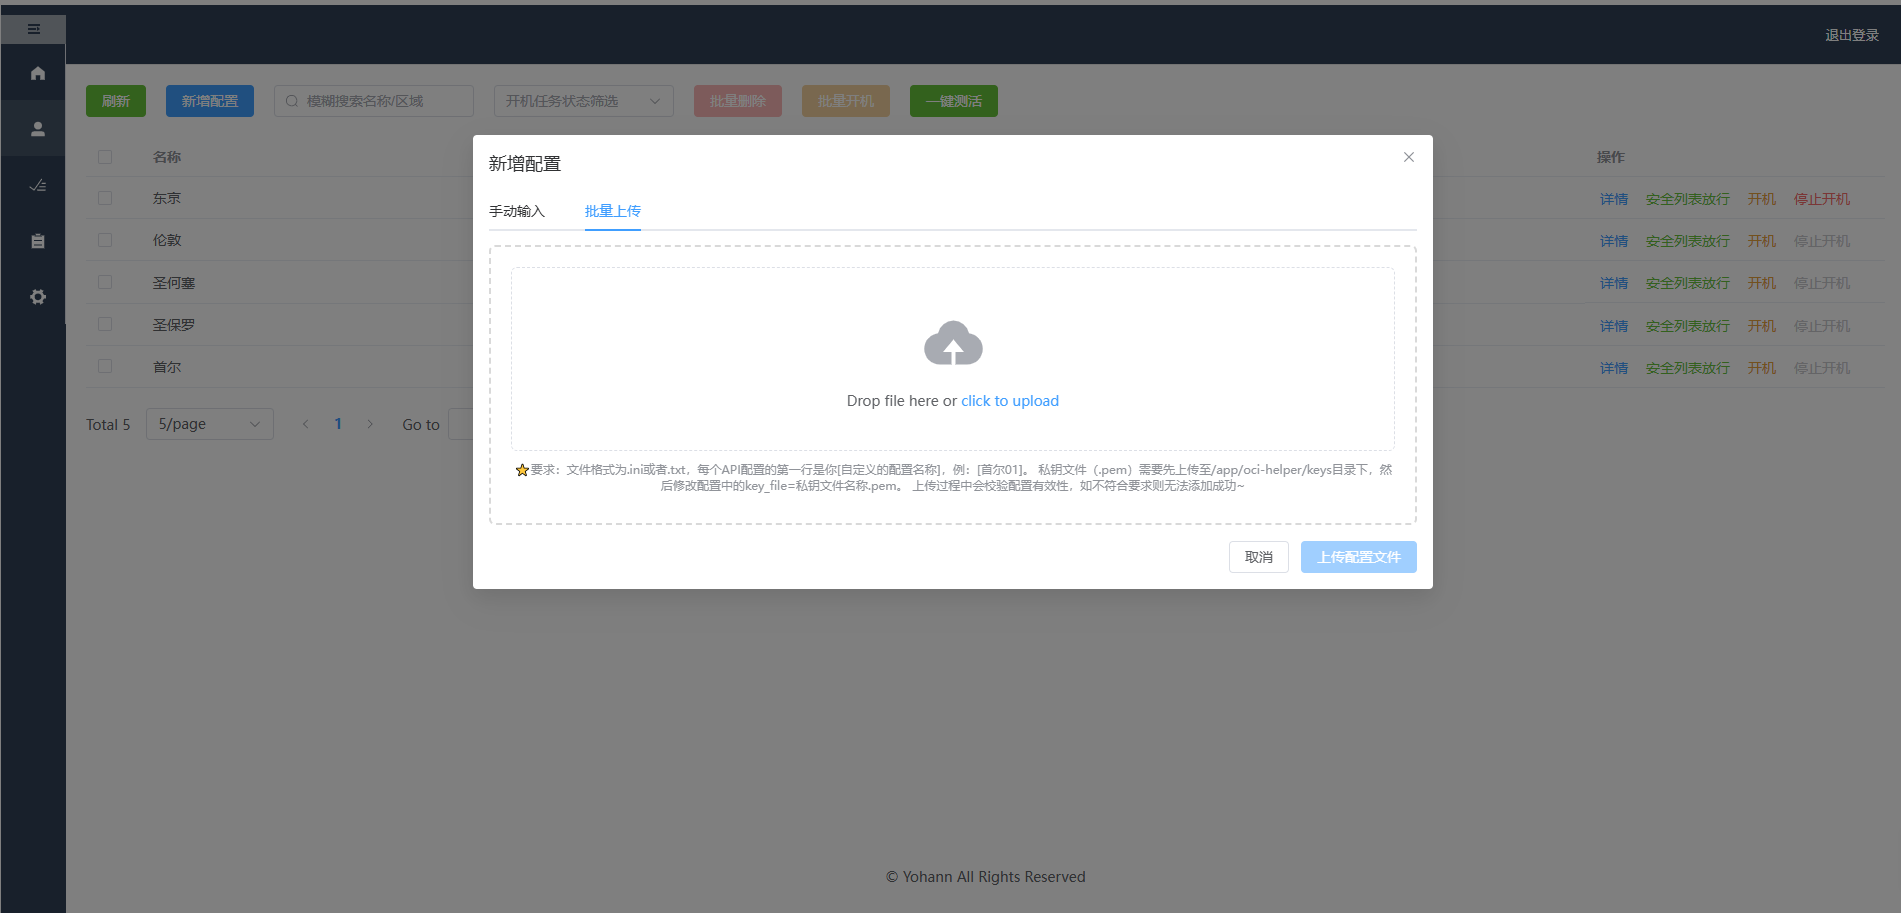 退出登录
刷新 新增配置 模糊搜索名称/区域 开机任务状态筛选 批量删除 批量开机 一键测活
名称 操作
东京 详情 安全列表放行 开机 停止开机
伦敦 详情 安全列表放行 开机 停止开机
圣何塞 详情 安全列表放行 开机 停止开机
圣保罗 详情 安全列表放行 开机 停止开机
首尔 详情 安全列表放行 开机 停止开机
Total 5 5/page 1 Go to
新增配置
手动输入 批量上传
Drop file here or click to upload
要求：文件格式为.ini或者.txt，每个API配置的第一行是你[自定义的配置名称]，例：[首尔01]。 私钥文件（.pem）需要先上传至/app/oci-helper/keys目录下，然
后修改配置中的key_file=私钥文件名称.pem。 上传过程中会校验配置有效性，如不符合要求则无法添加成功~
取消 上传配置文件
© Yohann All Rights Reserved